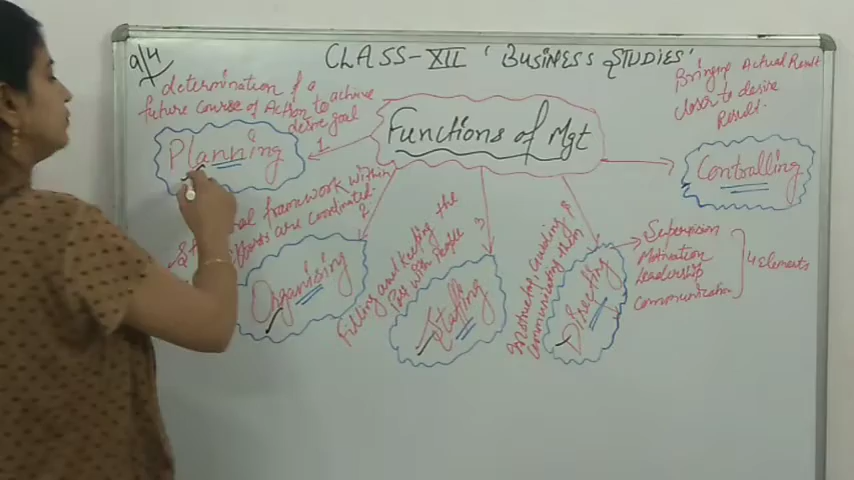 9/4
CLASS-XII 'BUSINESS STUDIES'
determination of a
future course of Action to achieve
desire goal
Planning
1
Functions of Mgt
Bringing Actual Result
closer to desire
Result.
Controlling
framework within
efforts are coordinated.
2
Organising
Filling and keeping the
Post with People
3
Staffing
Instructing Guiding &
Communicating them
Directing
Supervision
Motivation
Leadership
Communication
4 Elements